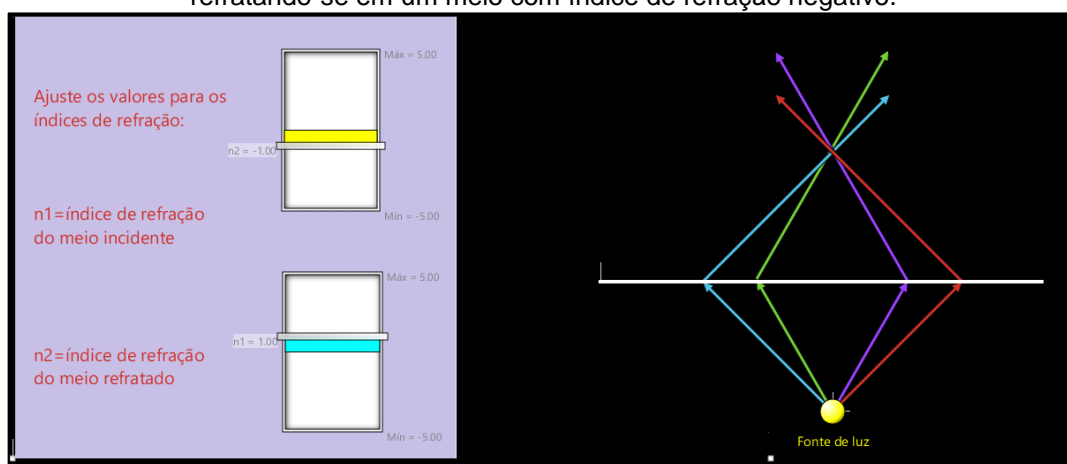 refratando-se em um meio com índice de refração negativo.
Máx = 5.00
Ajuste os valores para os
índices de refração:
n2 = -1.00
n1=índice de refração
do meio incidente
Mín = -5.00
Máx = 5.00
n1 = 1.00
n2=índice de refração
do meio refratado
Mín = -5.00
Fonte de luz